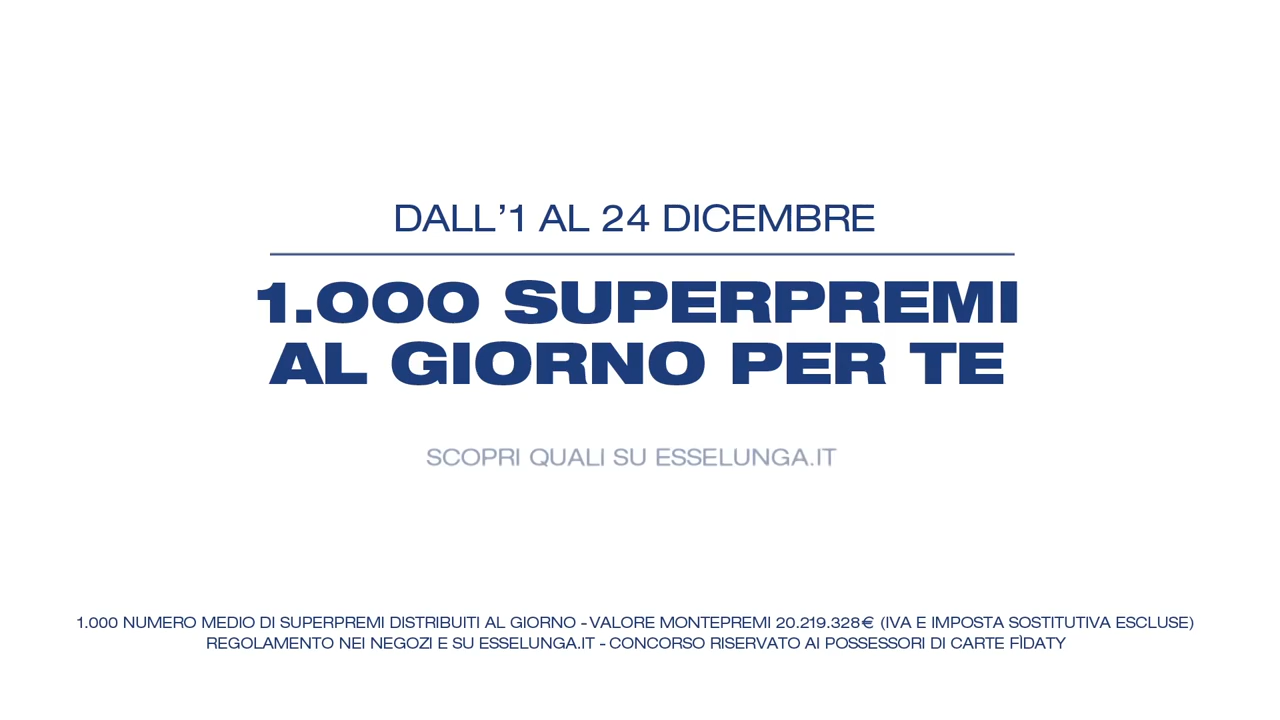 DALL'1 AL 24 DICEMBRE
1.000 SUPERPREMI
AL GIORNO PER TE
SCOPRI QUALI SU ESSELUNGA.IT
1.000 NUMERO MEDIO DI SUPERPREMI DISTRIBUITI AL GIORNO - VALORE MONTEPREMI 20.219.328€ (IVA E IMPOSTA SOSTITUTIVA ESCLUSE)
REGOLAMENTO NEI NEGOZI E SU ESSELUNGA.IT - CONCORSO RISERVATO AI POSSESSORI DI CARTE FÌDATY